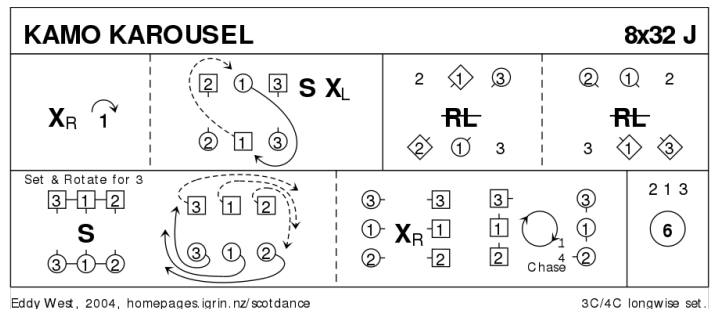 KAMO KAROUSEL 8x32 J
XR 1
2 1 3 S XL
2 1 3
2 1 3
RL
2 1 3
2 1 2
RL
3 1 3
Set & Rotate for 3
3 1 2
S
3 1 2
3 1 2
3 1 2
3 3 3 3
1 XR 1 1 1
2 2 2 2
1
4
Chase
2 1 3
6
Eddy West, 2004, homepages.igrin.nz/scotdance 3C/4C longwise set.